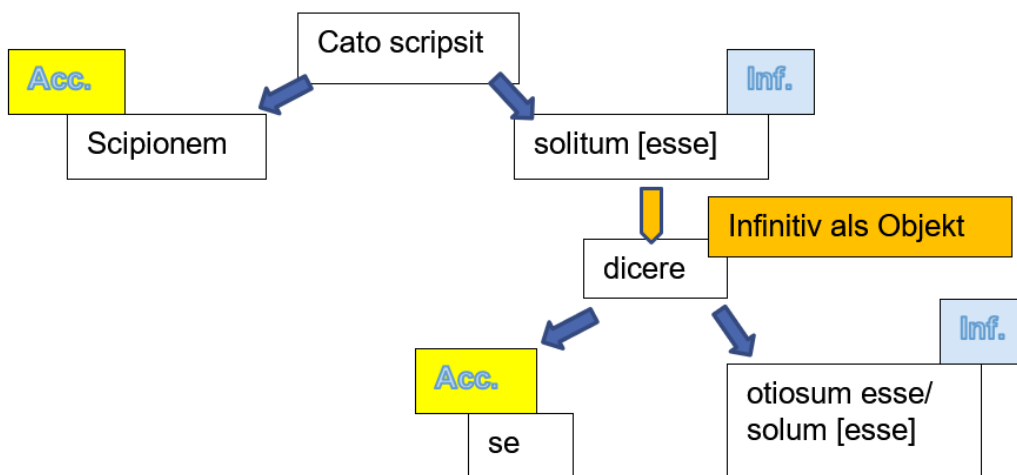 Cato scripsit
Acc.
Inf.
Scipionem
solitum [esse]
Infinitiv als Objekt
dicere
Inf.
Acc.
otiosum esse/
solum [esse]
se